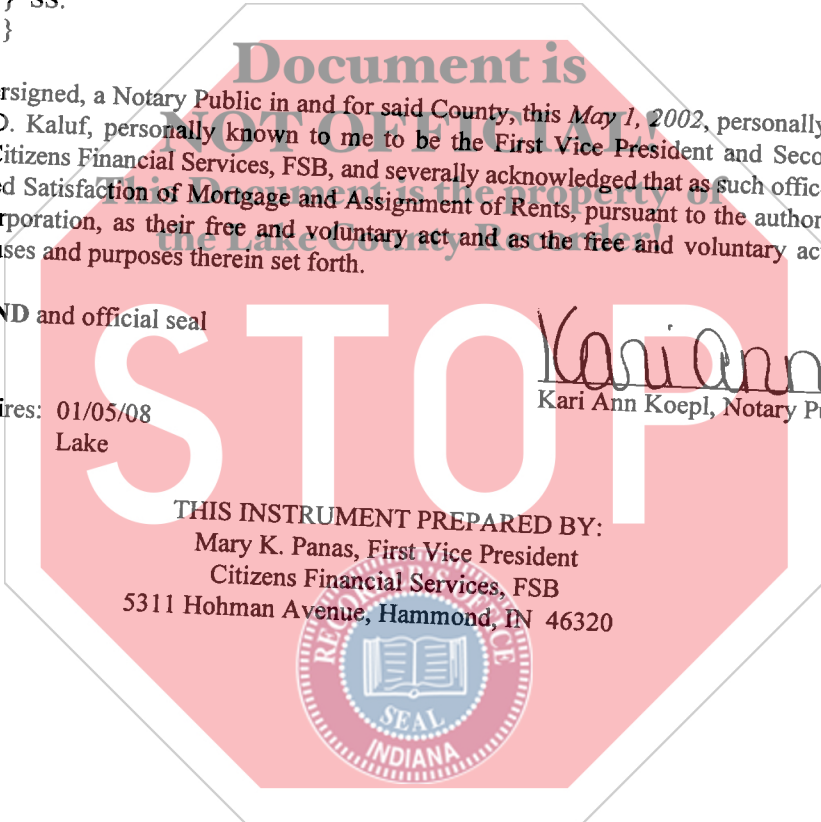 } SS.
}
Document is
rsigned, a Notary Public in and for said County, this May 1, 2002, personally
NOT OFFICIAL!
D. Kaluf, personally known to me to be the First Vice President and Seco
Citizens Financial Services, FSB, and severally acknowledged that as such office
This Document is the property of
ed Satisfaction of Mortgage and Assignment of Rents, pursuant to the author
rporation, as their free and voluntary act and as the free and voluntary ac
the Lake County Recorder!
uses and purposes therein set forth.
ND and official seal
STOP
Kari Ann
Kari Ann Koepl, Notary Pu
ires: 01/05/08
Lake
THIS INSTRUMENT PREPARED BY:
Mary K. Panas, First Vice President
Citizens Financial Services, FSB
5311 Hohman Avenue, Hammond, IN 46320
RECORDER'S OFFICE
SEAL
INDIANA